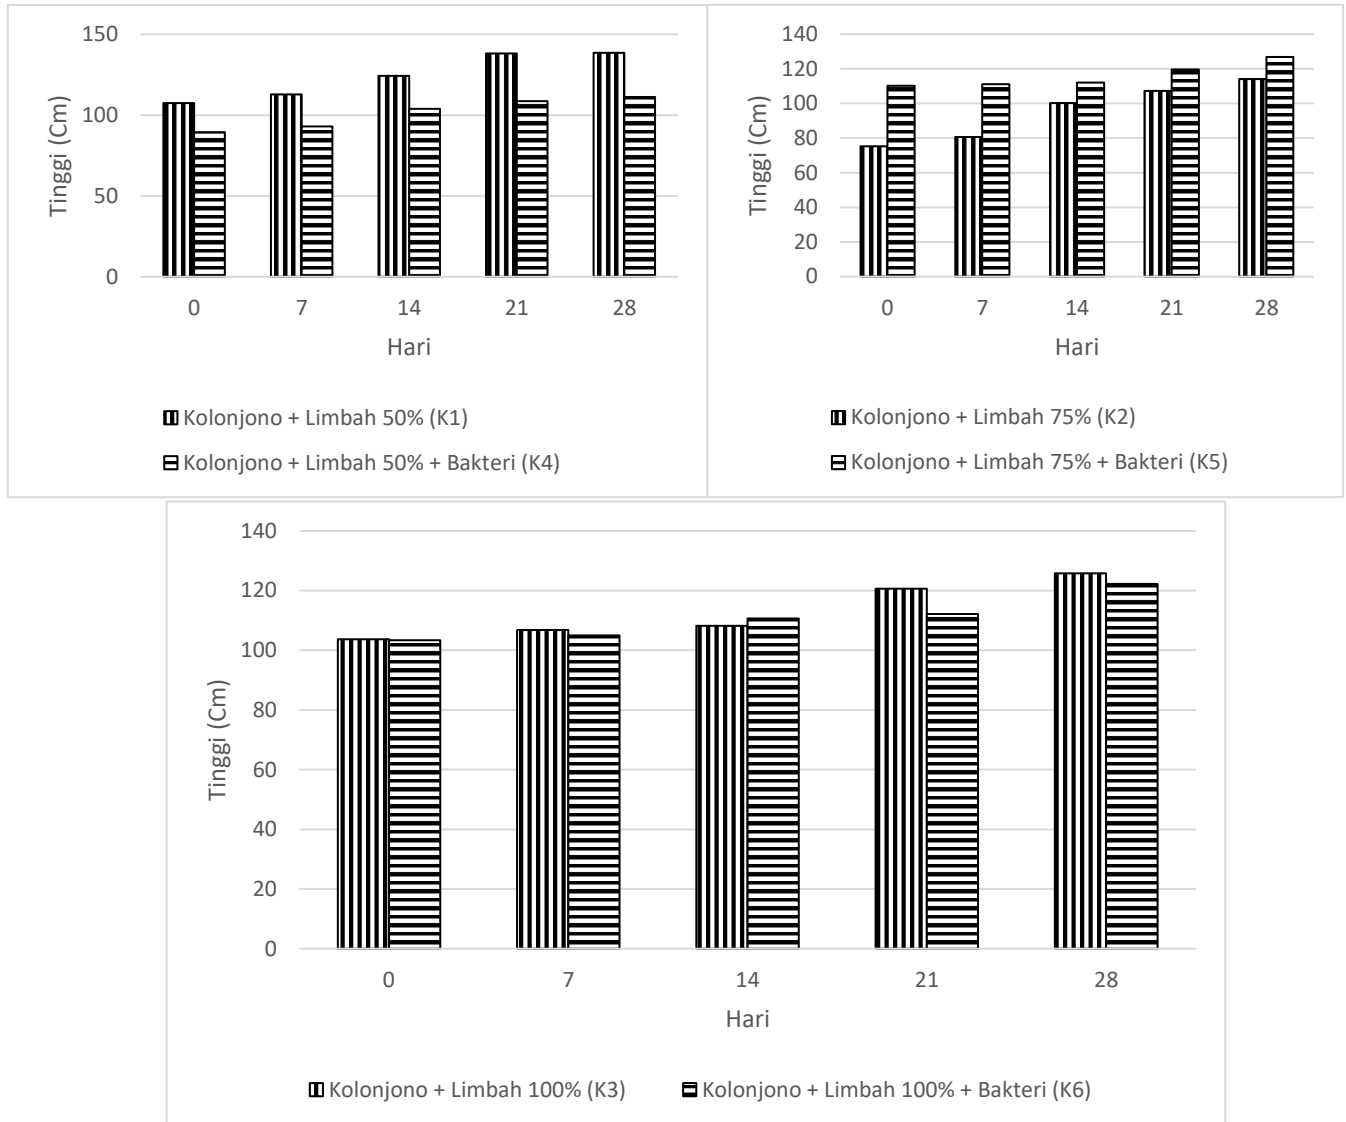 150
100
50
0
Tinggi (Cm)
0 7 14 21 28
Hari
Kolonjono + Limbah 50% (K1)
Kolonjono + Limbah 50% + Bakteri (K4)
140
120
100
80
60
40
20
0
Tinggi (Cm)
0 7 14 21 28
Hari
Kolonjono + Limbah 75% (K2)
Kolonjono + Limbah 75% + Bakteri (K5)
140
120
100
80
60
40
20
0
Tinggi (Cm)
0 7 14 21 28
Hari
Kolonjono + Limbah 100% (K3) Kolonjono + Limbah 100% + Bakteri (K6)